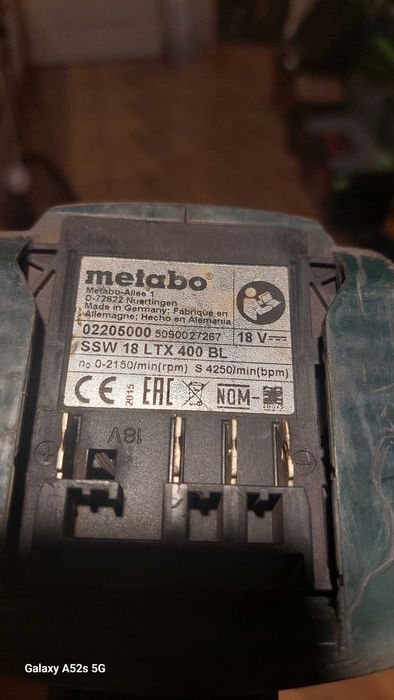 metabo®
Metabo-Allee 1
D-72622 Nuertingen
Made in Germany; Fabriqué en
Allemagne; Hecho en Alemania
02205000 5090027267
18 V
SSW 18 LTX 400 BL
n₀ 0-2150/min(rpm) S 4250/min(bpm)
CE 2015 EAC NOM-
18V
Galaxy A52s 5G